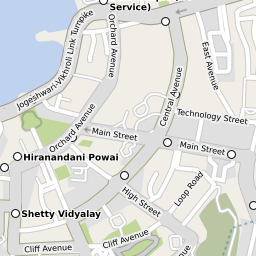 Service)
Jogeshwari-Vikhroli Link Turnpike
Orchard Avenue
East Avenue
Central Avenue
Technology Street
Orchard Avenue
Main Street
Main Street
Hiranandani Powai
High Street
Loop Road
Shetty Vidyalay
Cliff Avenue
Cliff Avenue